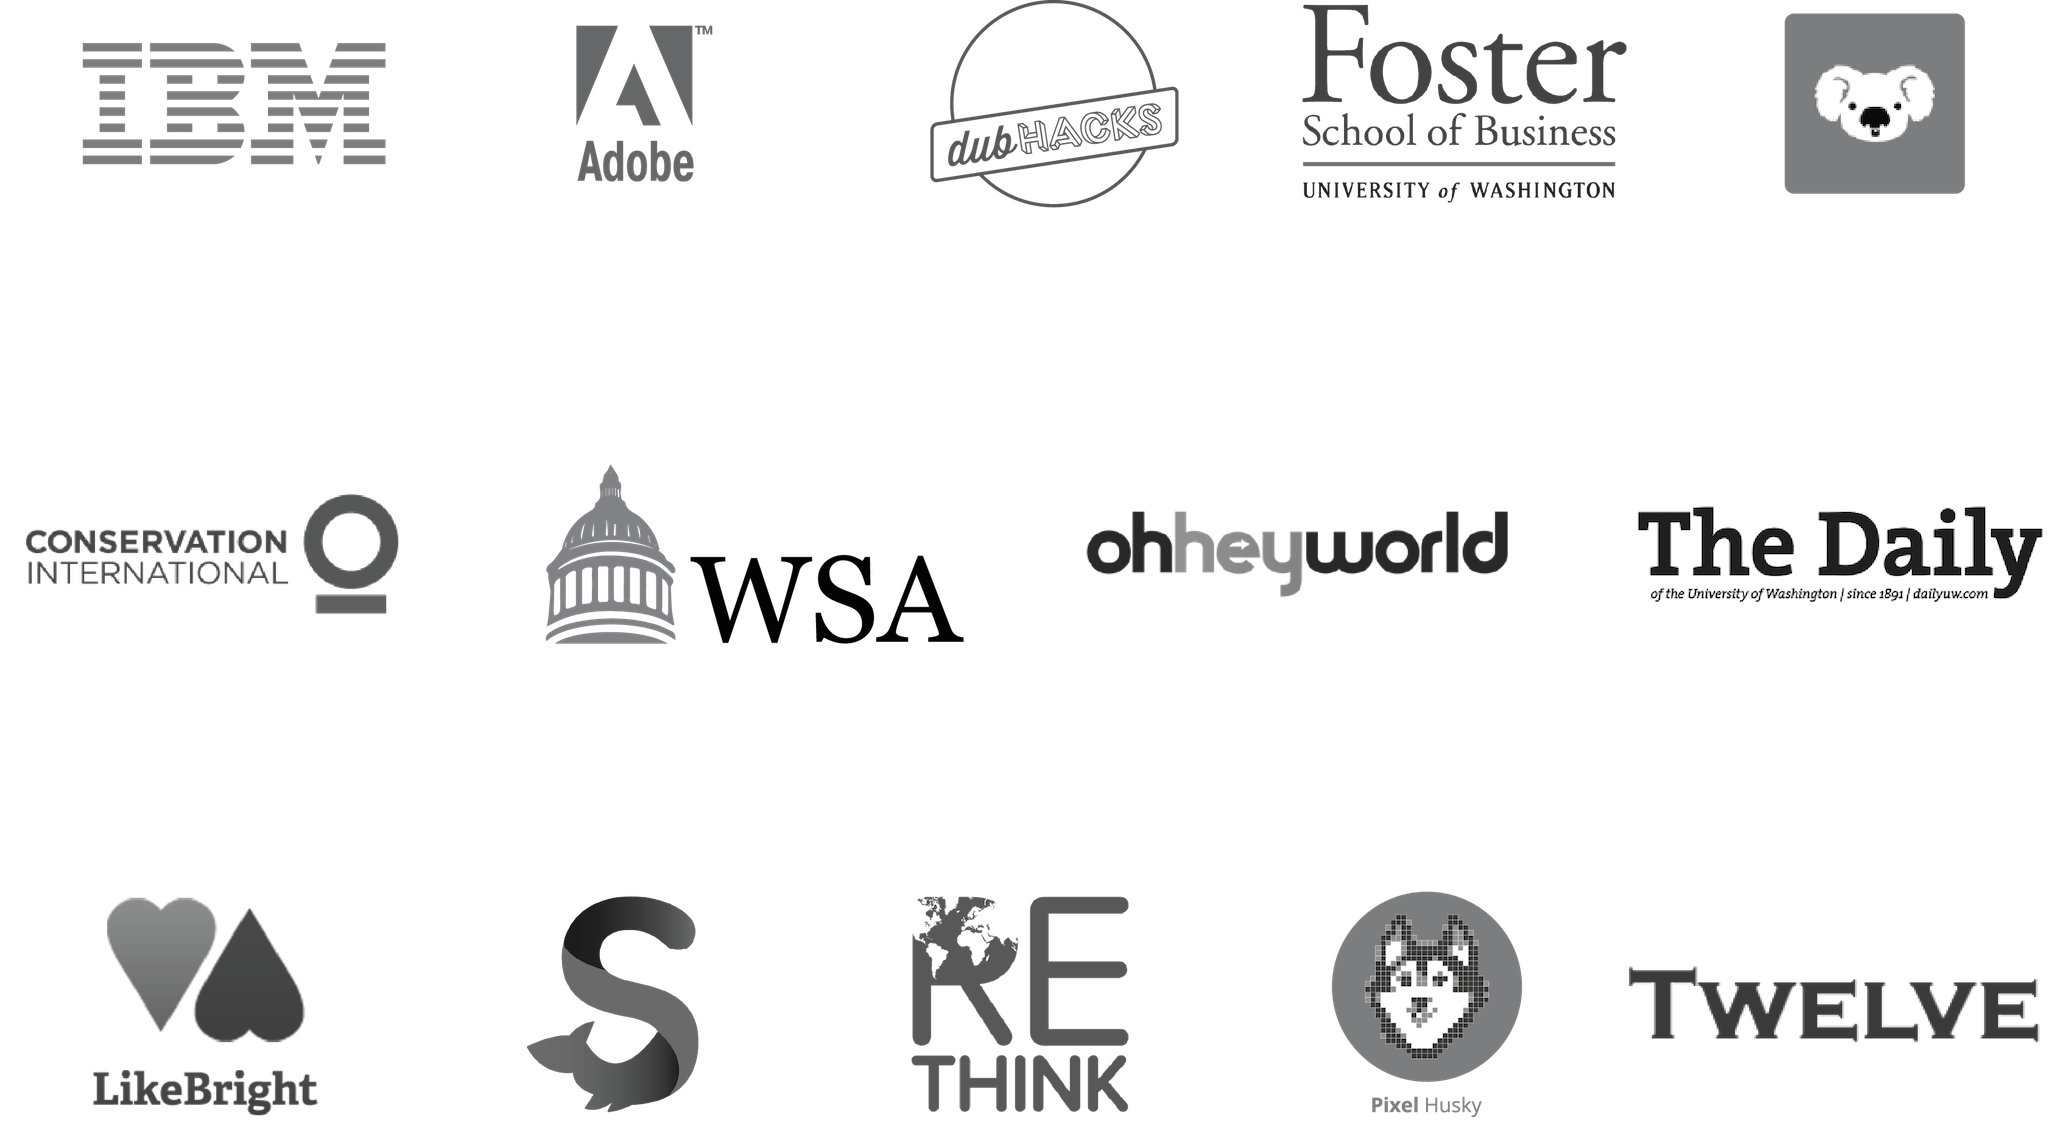 IBM
™
Adobe
dubHACKS
Foster
School of Business
UNIVERSITY of WASHINGTON
CONSERVATION
INTERNATIONAL
WSA
ohheyworld
The Daily
of the University of Washington | since 1891 | dailyuw.com
LikeBright
S
RE
THINK
Pixel Husky
TWELVE